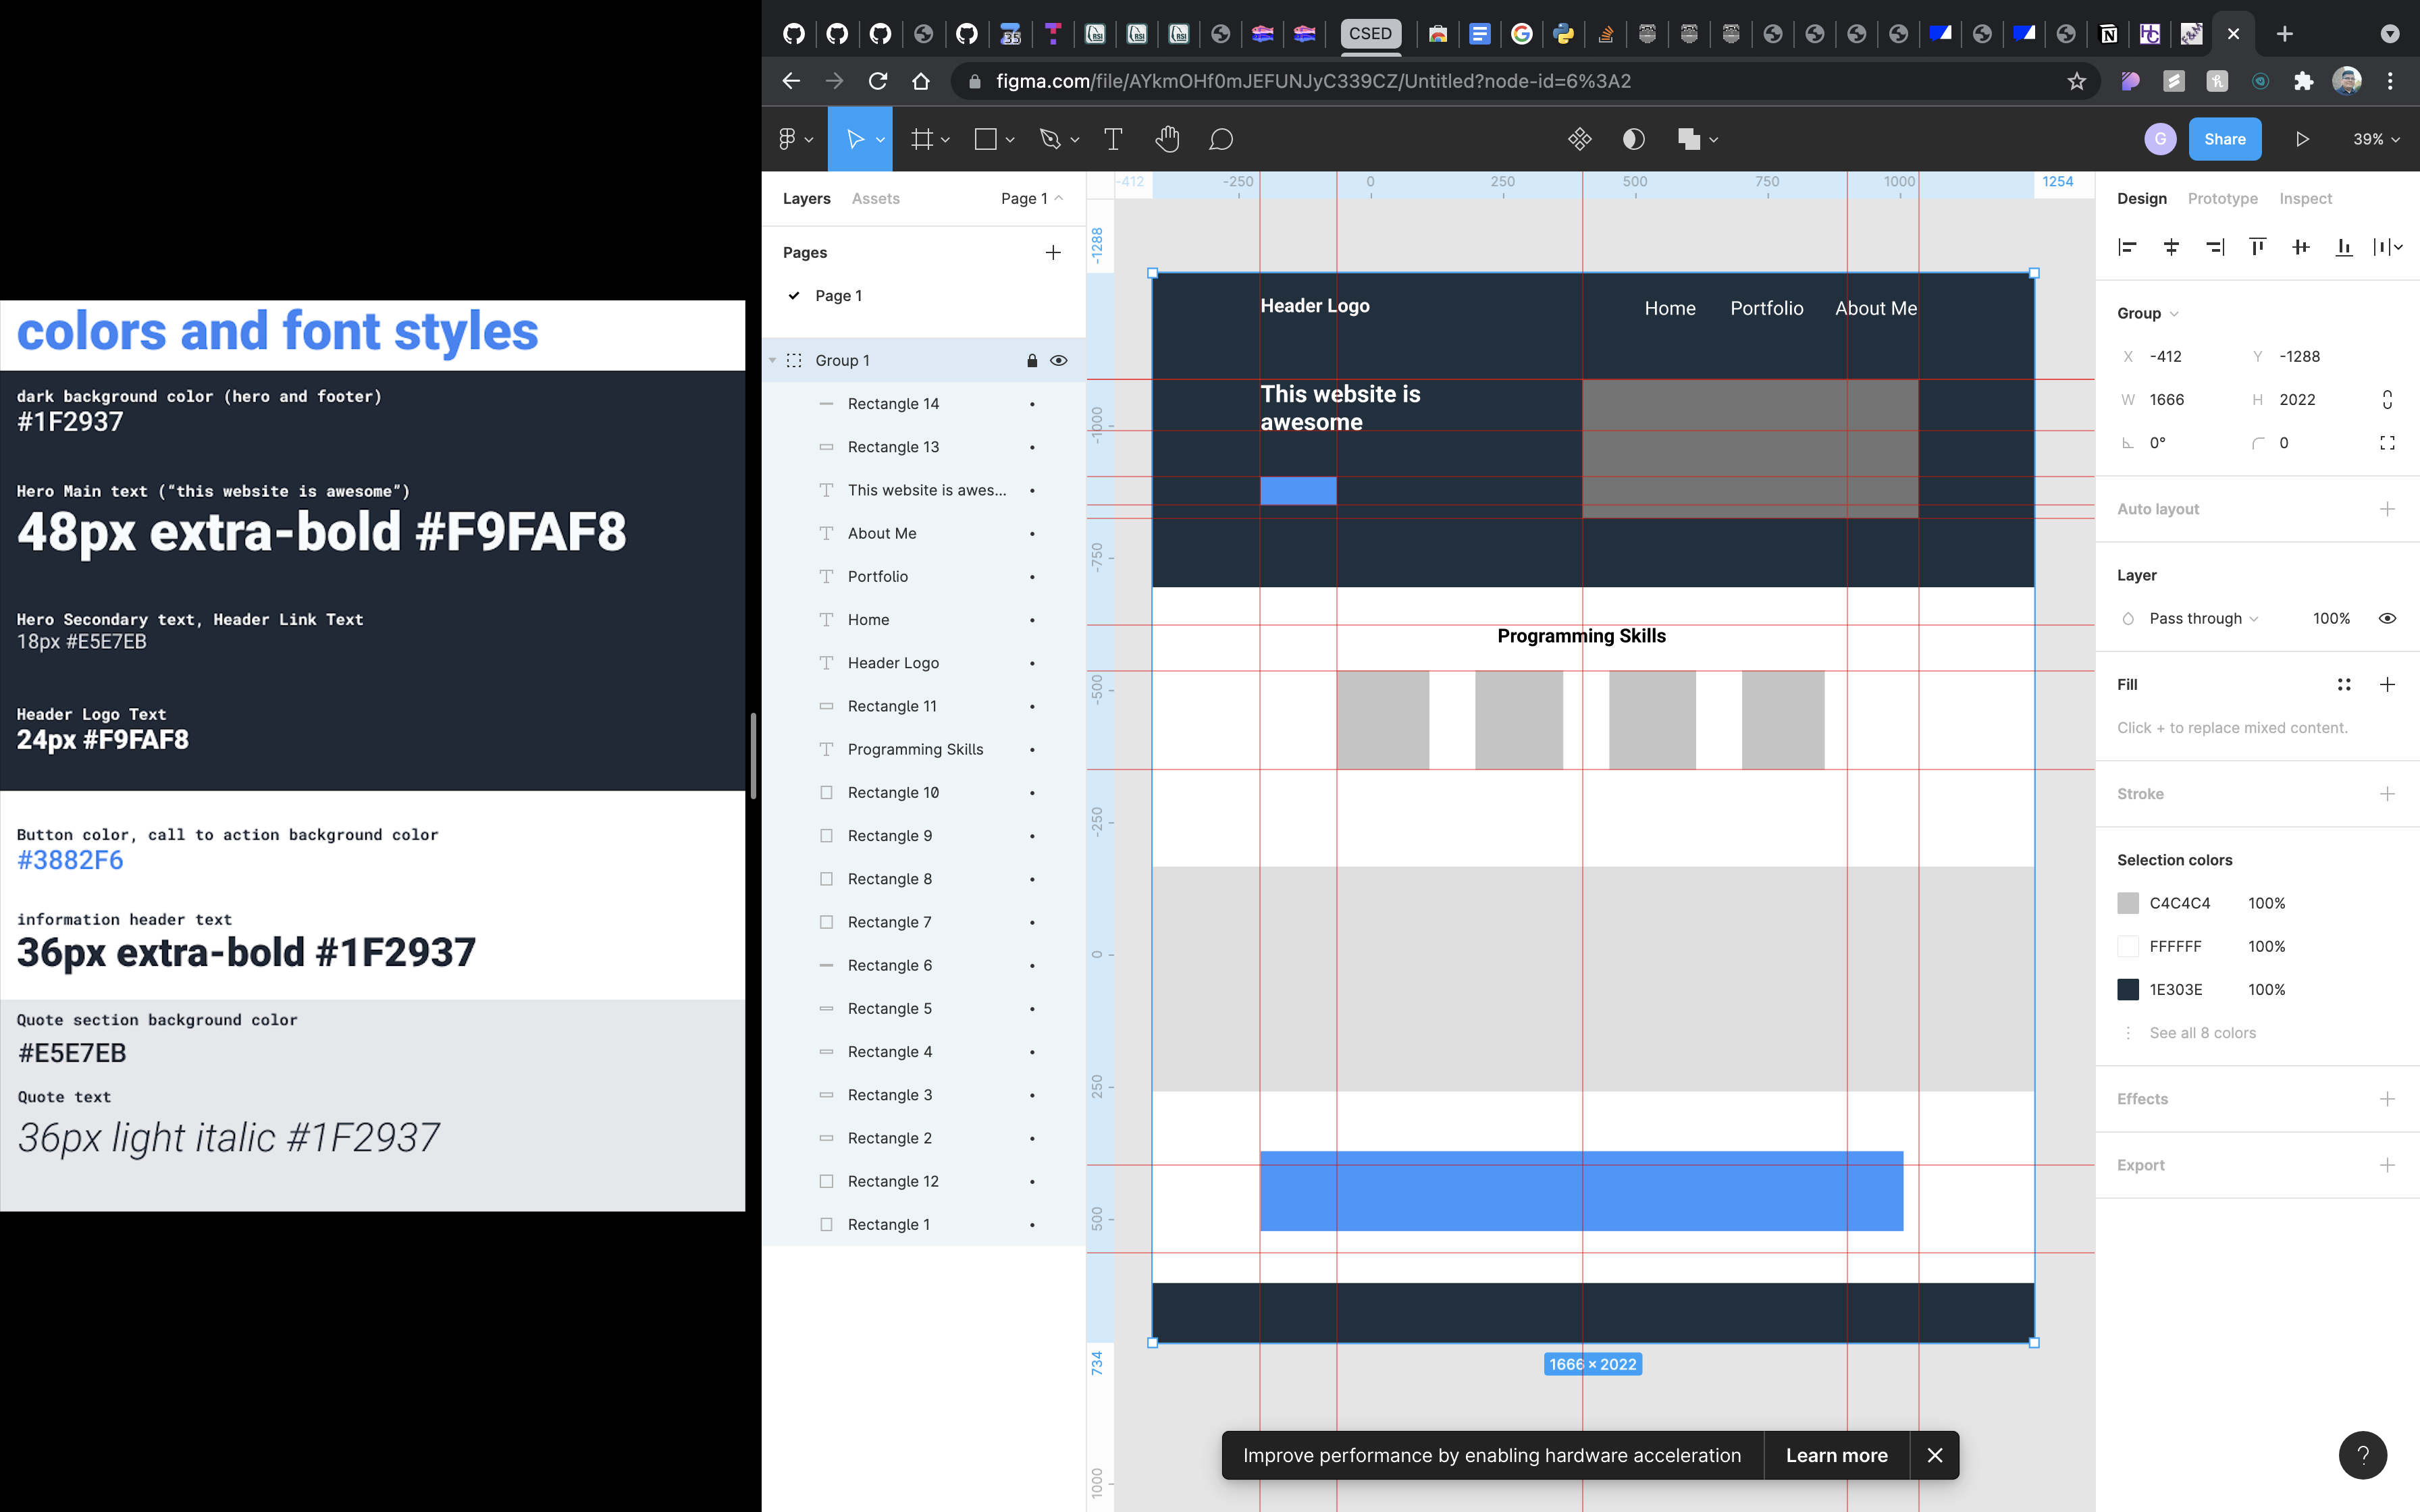 colors and font styles
dark background color (hero and footer)
#1F2937
Hero Main text (“this website is awesome”)
48px extra-bold #F9FAF8
Hero Secondary text, Header Link Text
18px #E5E7EB
Header Logo Text
24px #F9FAF8
Button color, call to action background color
#3882F6
information header text
36px extra-bold #1F2937
Quote section background color
#E5E7EB
Quote text
36px light italic #1F2937
CSED
figma.com/file/AYkmOHf0mJEFUNJyC339CZ/Untitled?node-id=6%3A2
G
Share
39%
Layers
Assets
Page 1
Pages
Page 1
Group 1
Rectangle 14
Rectangle 13
This website is awes...
About Me
Portfolio
Home
Header Logo
Rectangle 11
Programming Skills
Rectangle 10
Rectangle 9
Rectangle 8
Rectangle 7
Rectangle 6
Rectangle 5
Rectangle 4
Rectangle 3
Rectangle 2
Rectangle 12
Rectangle 1
-412
-250
0
250
500
750
1000
1254
-1288
-1000
-750
-500
-250
0
250
500
734
1000
Header Logo
Home
Portfolio
About Me
This website is
awesome
Programming Skills
1666 × 2022
Improve performance by enabling hardware acceleration
Learn more
Design
Prototype
Inspect
Group
X -412
Y -1288
W 1666
H 2022
0°
0
Auto layout
Layer
Pass through
100%
Fill
Click + to replace mixed content.
Stroke
Selection colors
C4C4C4 100%
FFFFFF 100%
1E303E 100%
See all 8 colors
Effects
Export
?